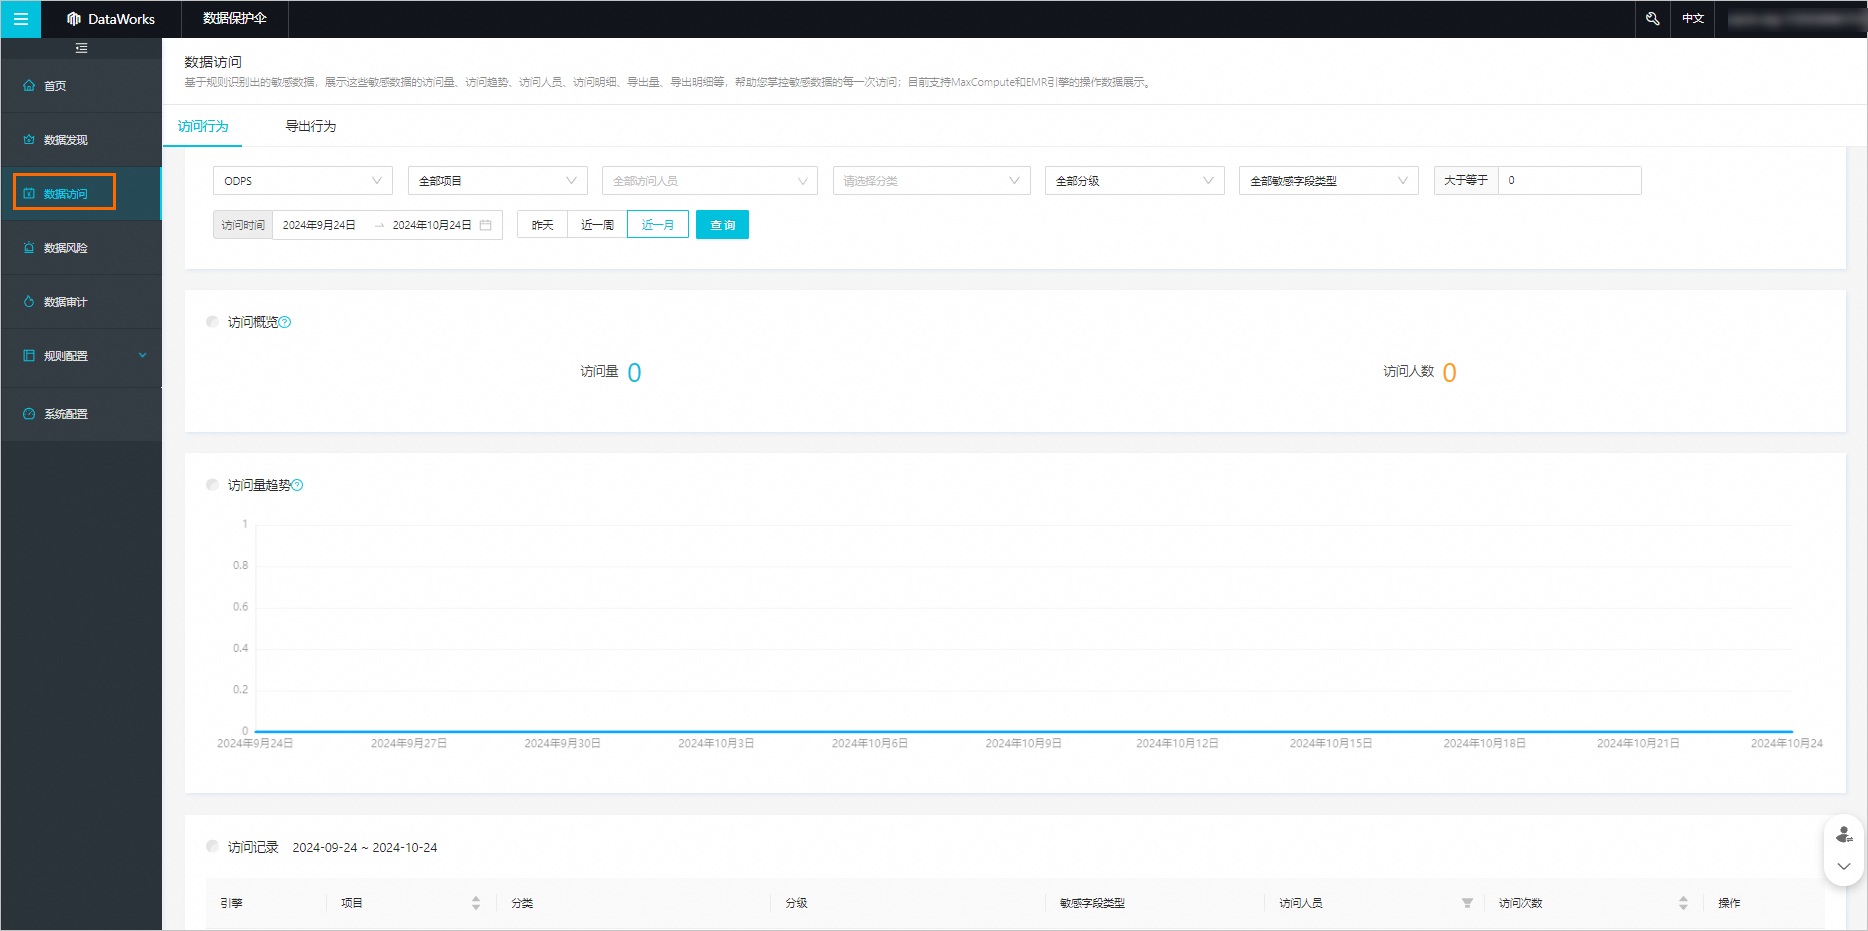 DataWorks 数据保护伞 中文
首页
数据发现
数据访问
数据风险
数据审计
规则配置
系统配置
数据访问
基于规则识别出的敏感数据，展示这些敏感数据的访问量、访问趋势、访问人员、访问明细、导出量、导出明细等，帮助您掌控敏感数据的每一次访问；目前支持MaxCompute和EMR引擎的操作数据展示。
访问行为 导出行为
ODPS 全部项目 全部访问人员 请选择分类 全部分级 全部敏感字段类型 大于等于 0
访问时间 2024年9月24日 → 2024年10月24日 昨天 近一周 近一月 查询
访问概览
访问量 0 访问人数 0
访问量趋势
1
0.8
0.6
0.4
0.2
0
2024年9月24日 2024年9月27日 2024年9月30日 2024年10月3日 2024年10月6日 2024年10月9日 2024年10月12日 2024年10月15日 2024年10月18日 2024年10月21日 2024年10月24
访问记录 2024-09-24 ~ 2024-10-24
引擎 项目 分类 分级 敏感字段类型 访问人员 访问次数 操作